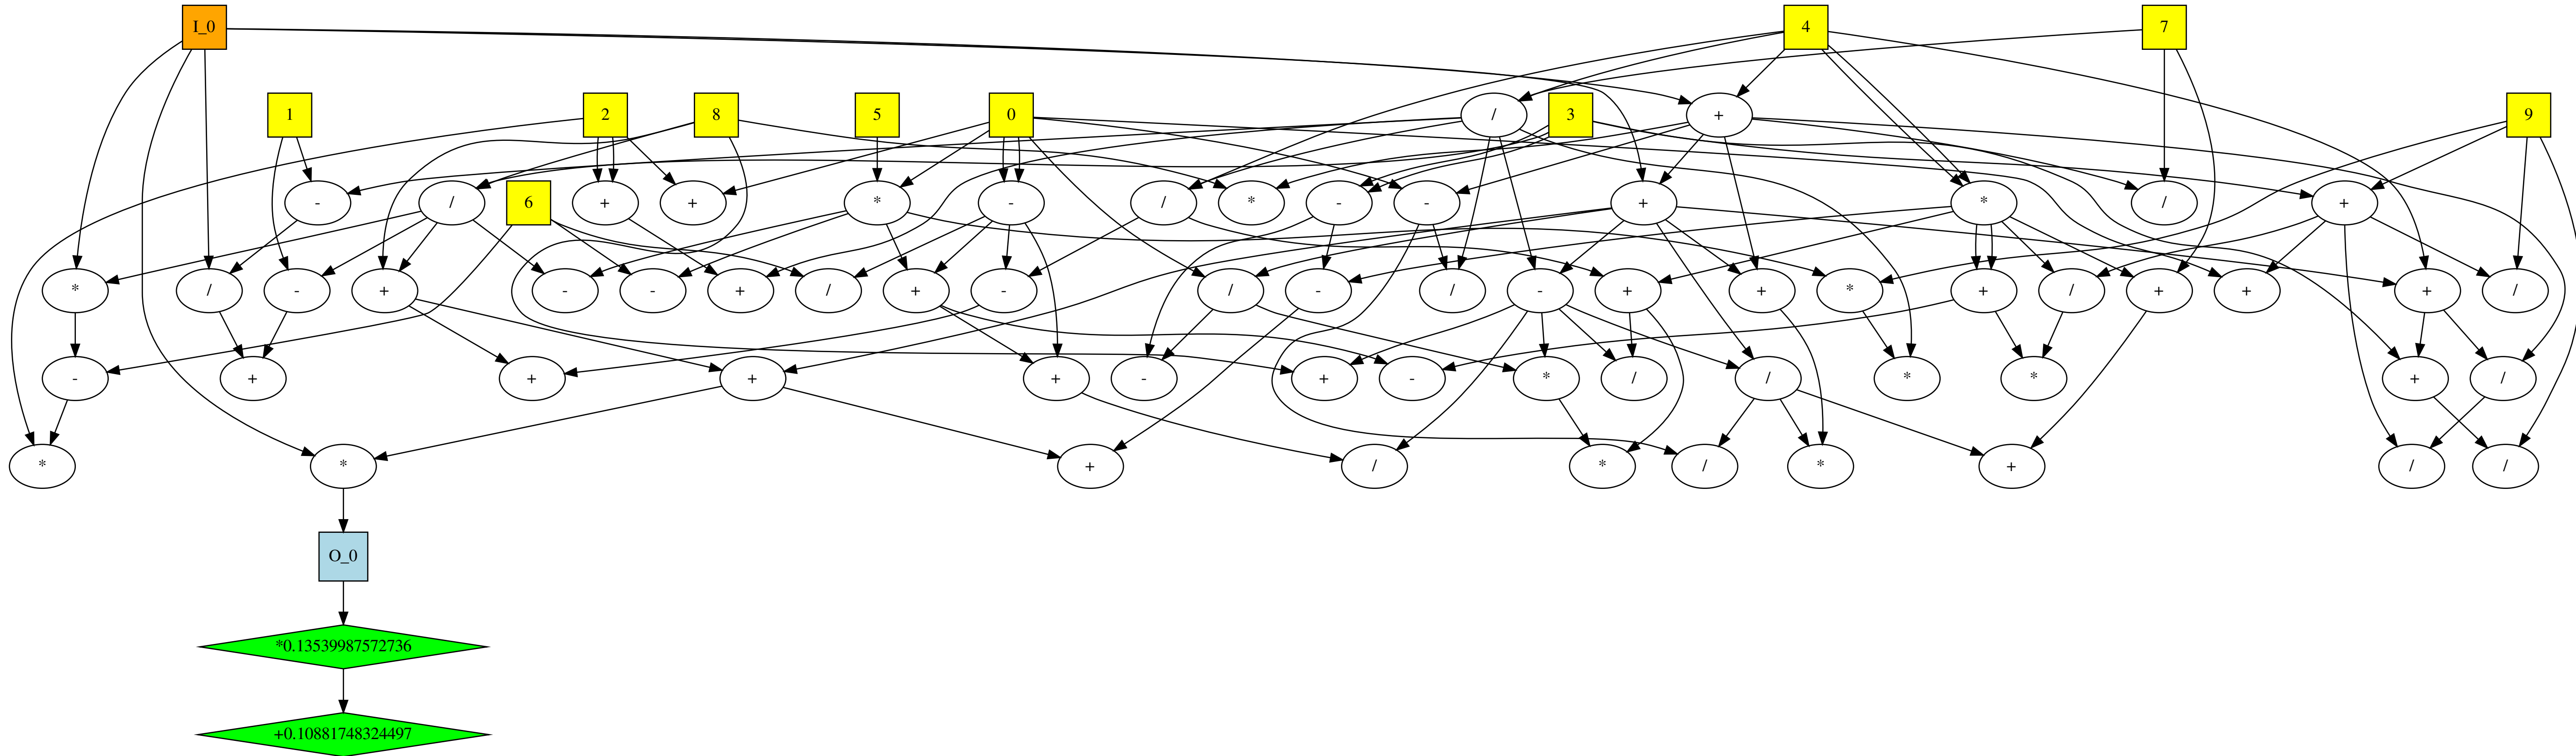 I_0 4 7
1 2 8 5 0 / 3 + 9
- / 6 + + * - / * - - + * / +
* / - + - - + / + - / - / - + + * + / + + + /
- + + + + - + - * / / * * + /
* * + / * / * + / /
O_0
*0.13539987572736
+0.10881748324497